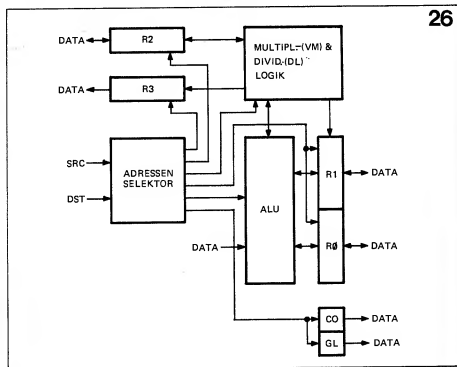 26
DATA
R2
MULTIPL-(VM) &
DIVID.-(DL)
LOGIK
DATA
R3
SRC
DST
ADRESSEN
SELEKTOR
ALU
DATA
R1
DATA
RØ
DATA
CO
DATA
GL
DATA